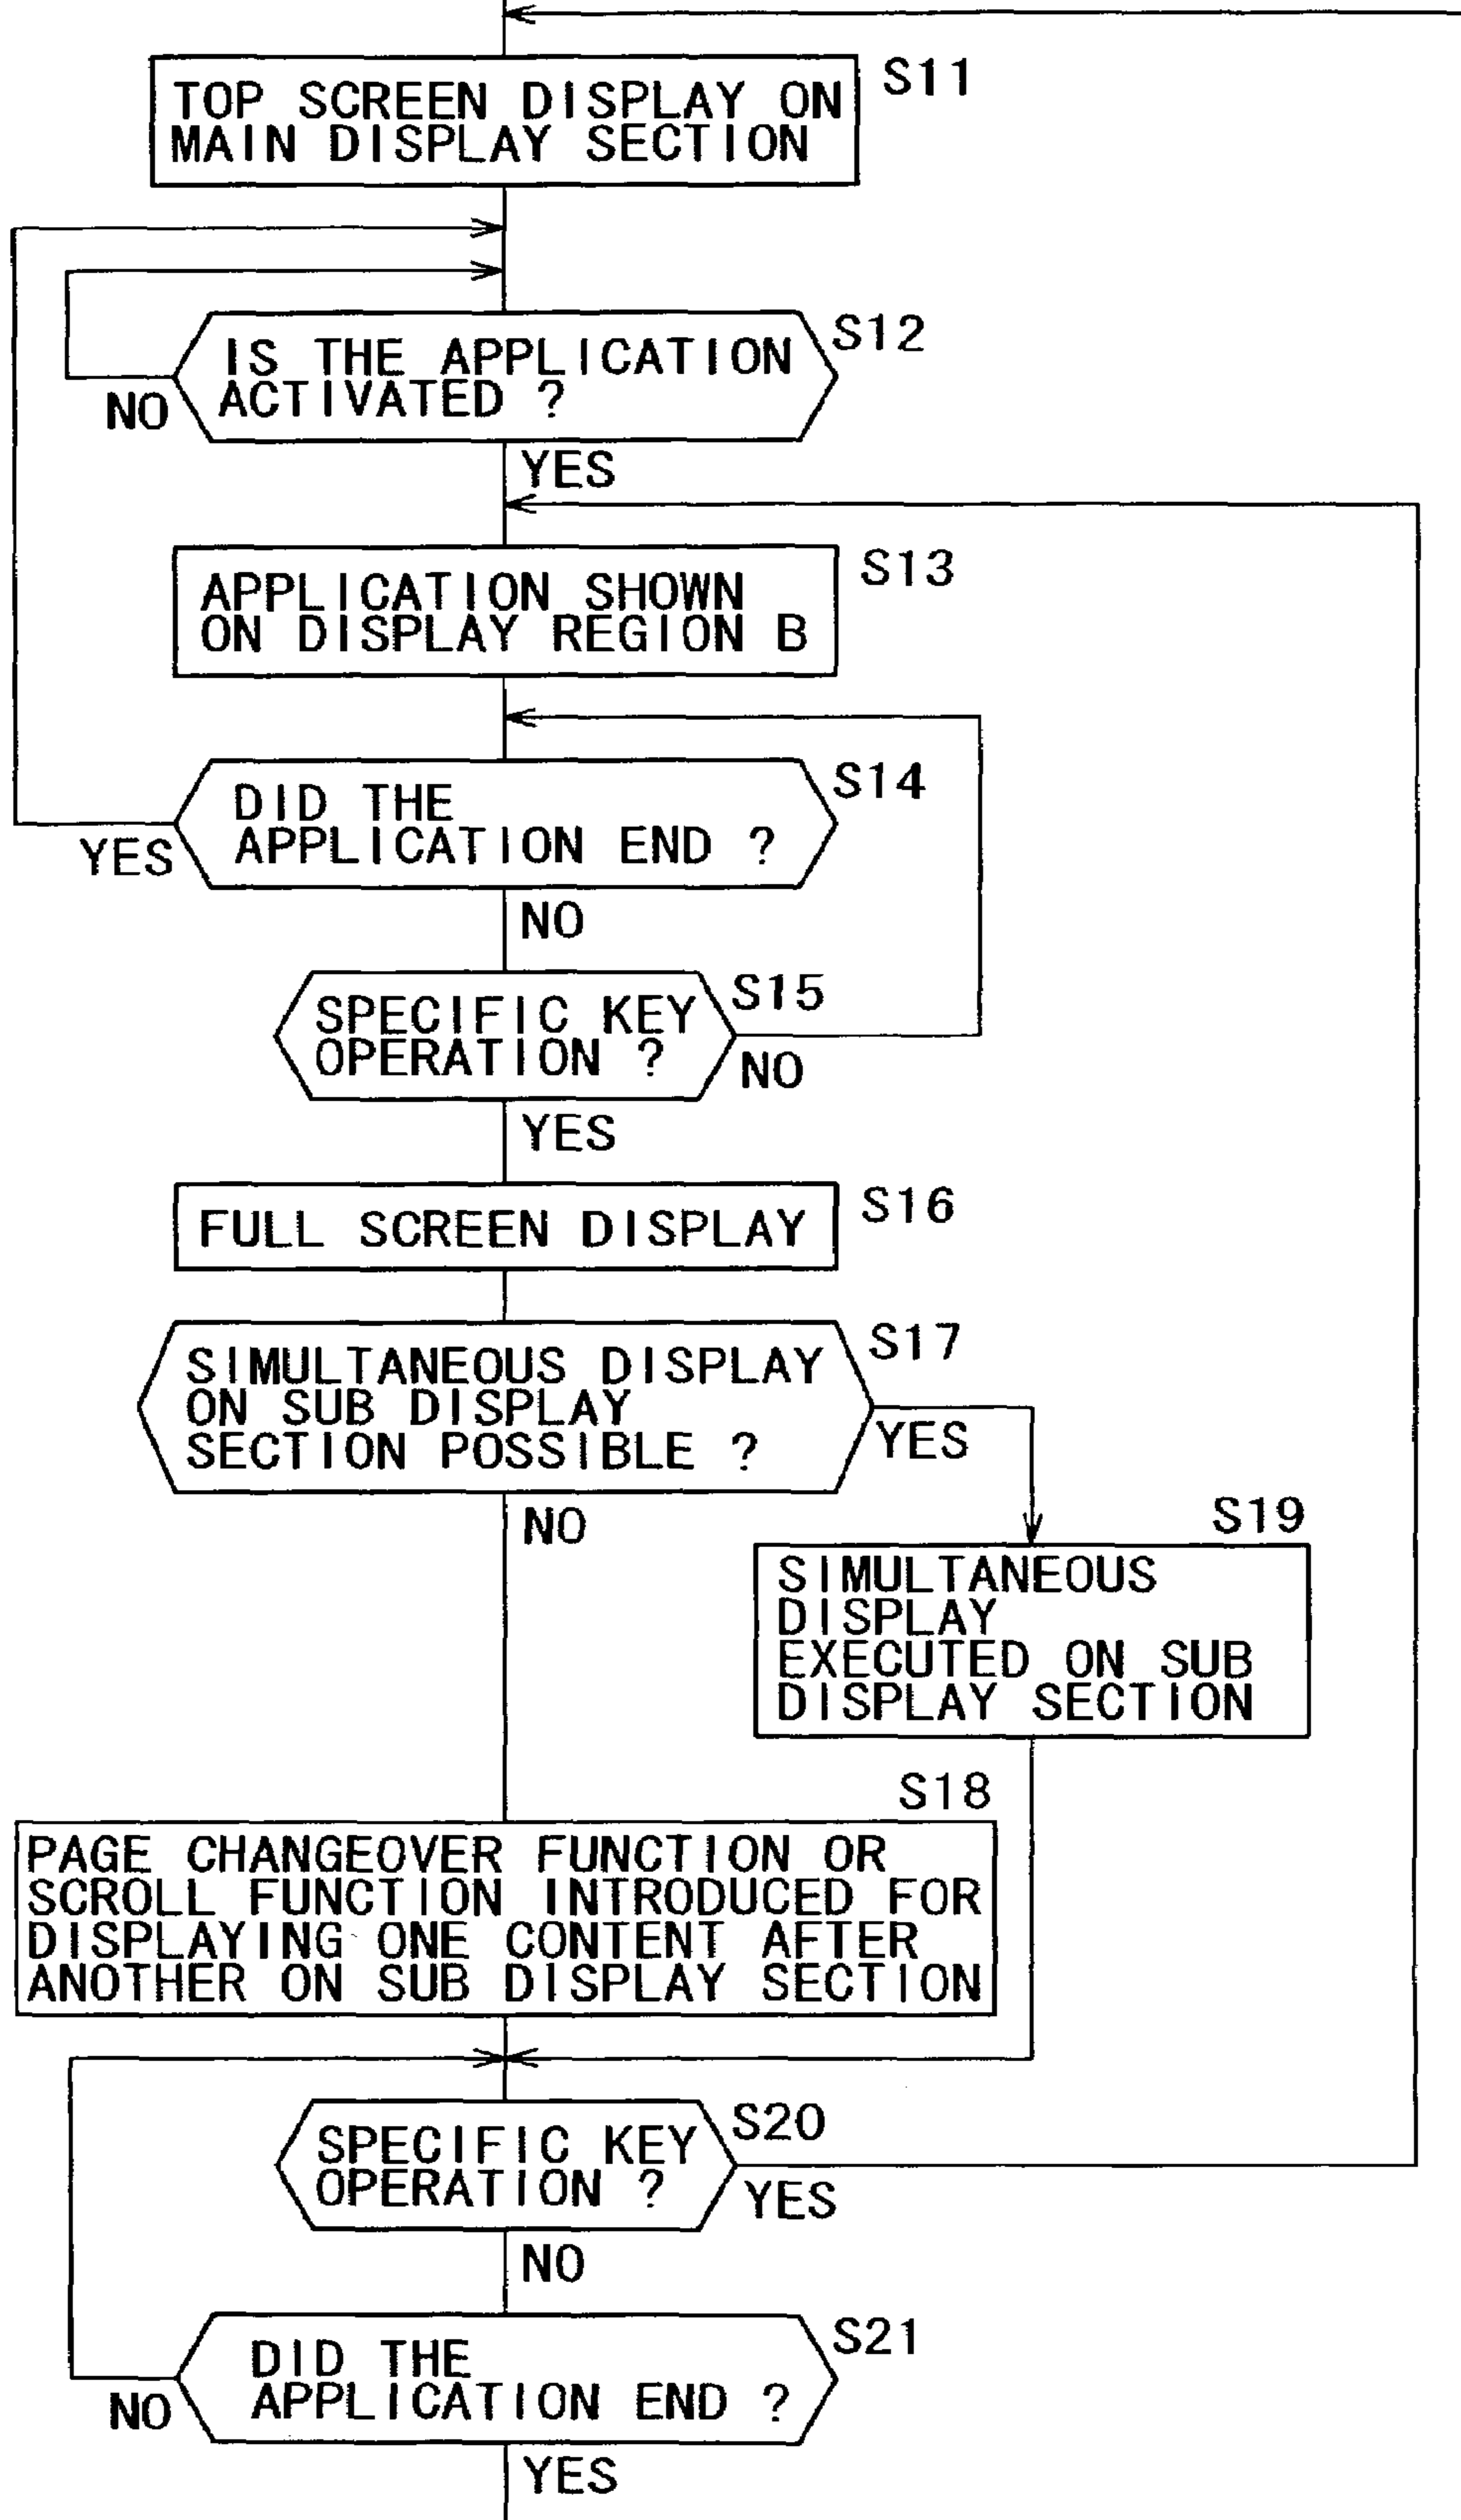 S11
TOP SCREEN DISPLAY ON
MAIN DISPLAY SECTION
S12
IS THE APPLICATION
ACTIVATED ?
NO
YES
S13
APPLICATION SHOWN
ON DISPLAY REGION B
S14
DID THE
APPLICATION END ?
YES
NO
S15
SPECIFIC KEY
OPERATION ?
NO
YES
S16
FULL SCREEN DISPLAY
S17
SIMULTANEOUS DISPLAY
ON SUB DISPLAY
SECTION POSSIBLE ?
YES
NO
S19
SIMULTANEOUS
DISPLAY
EXECUTED ON SUB
DISPLAY SECTION
S18
PAGE CHANGEOVER FUNCTION OR
SCROLL FUNCTION INTRODUCED FOR
DISPLAYING ONE CONTENT AFTER
ANOTHER ON SUB DISPLAY SECTION
S20
SPECIFIC KEY
OPERATION ?
YES
NO
S21
DID THE
APPLICATION END ?
NO
YES